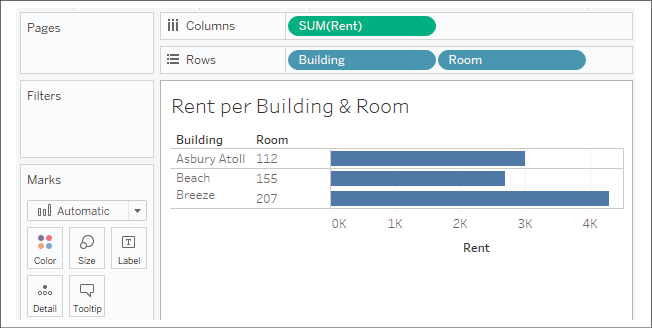 Pages
Columns
SUM(Rent)
Rows
Building
Room
Filters
Marks
Automatic
Color
Size
Label
Detail
Tooltip
Rent per Building & Room
Building Room
Asbury Atoll 112
Beach
Breeze
155
207
0K 1K 2K 3K 4K
Rent